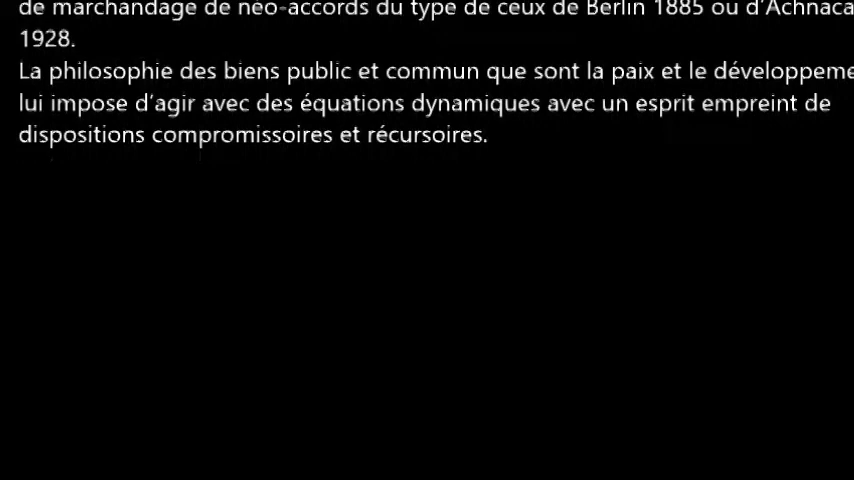 de marchandage de néo-accords du type de ceux de Berlin 1885 ou d’Achnaca
1928.
La philosophie des biens public et commun que sont la paix et le développeme
lui impose d’agir avec des équations dynamiques avec un esprit empreint de
dispositions compromissoires et récursoires.